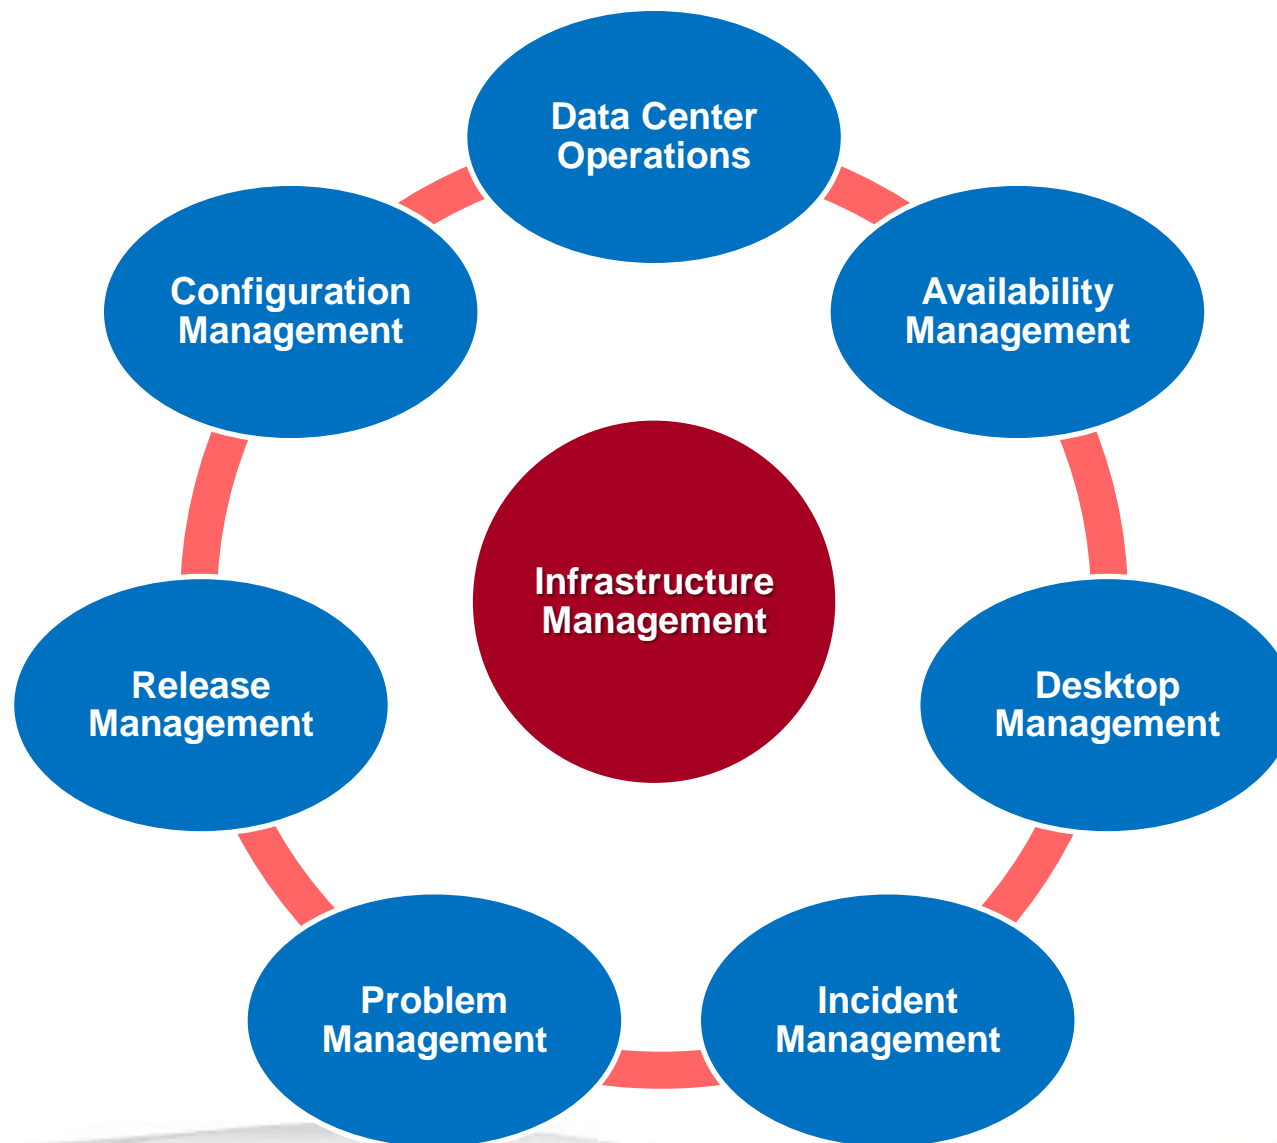 Data Center
Operations
Configuration
Management
Availability
Management
Infrastructure
Management
Release
Management
Desktop
Management
Problem
Management
Incident
Management